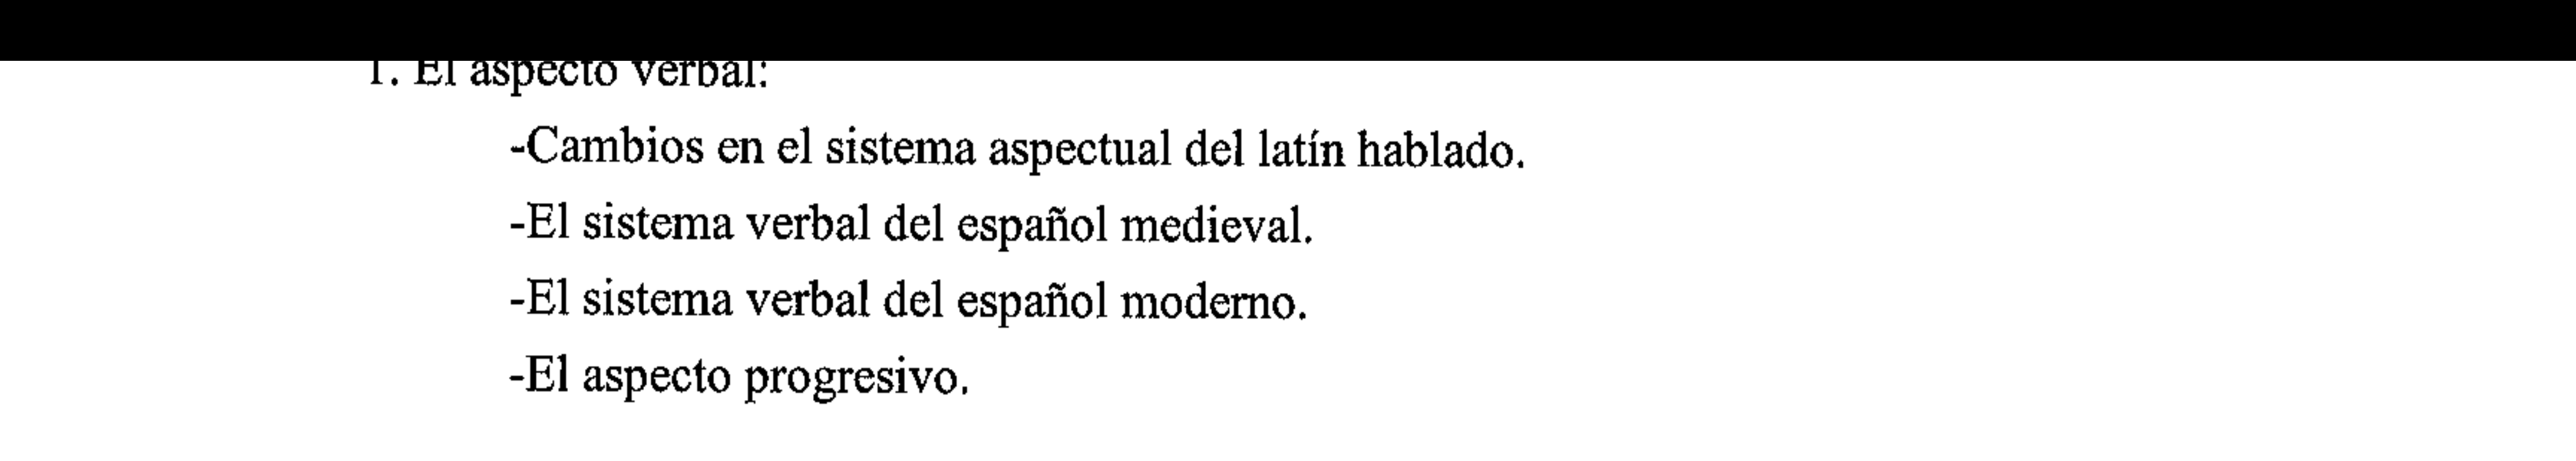 1. El aspecto verbal:
-Cambios en el sistema aspectual del latín hablado.
-El sistema verbal del español medieval.
-El sistema verbal del español moderno.
-El aspecto progresivo.